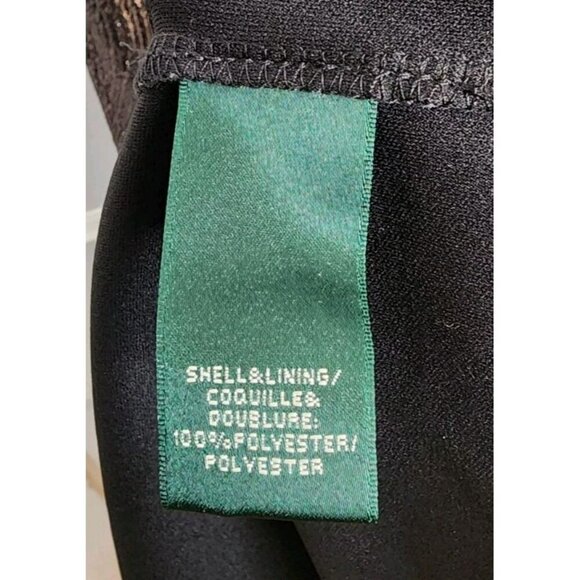 SHELL&LINING/
COQUILLE&
DOUBLURE:
100%POLYESTER/
POLYESTER